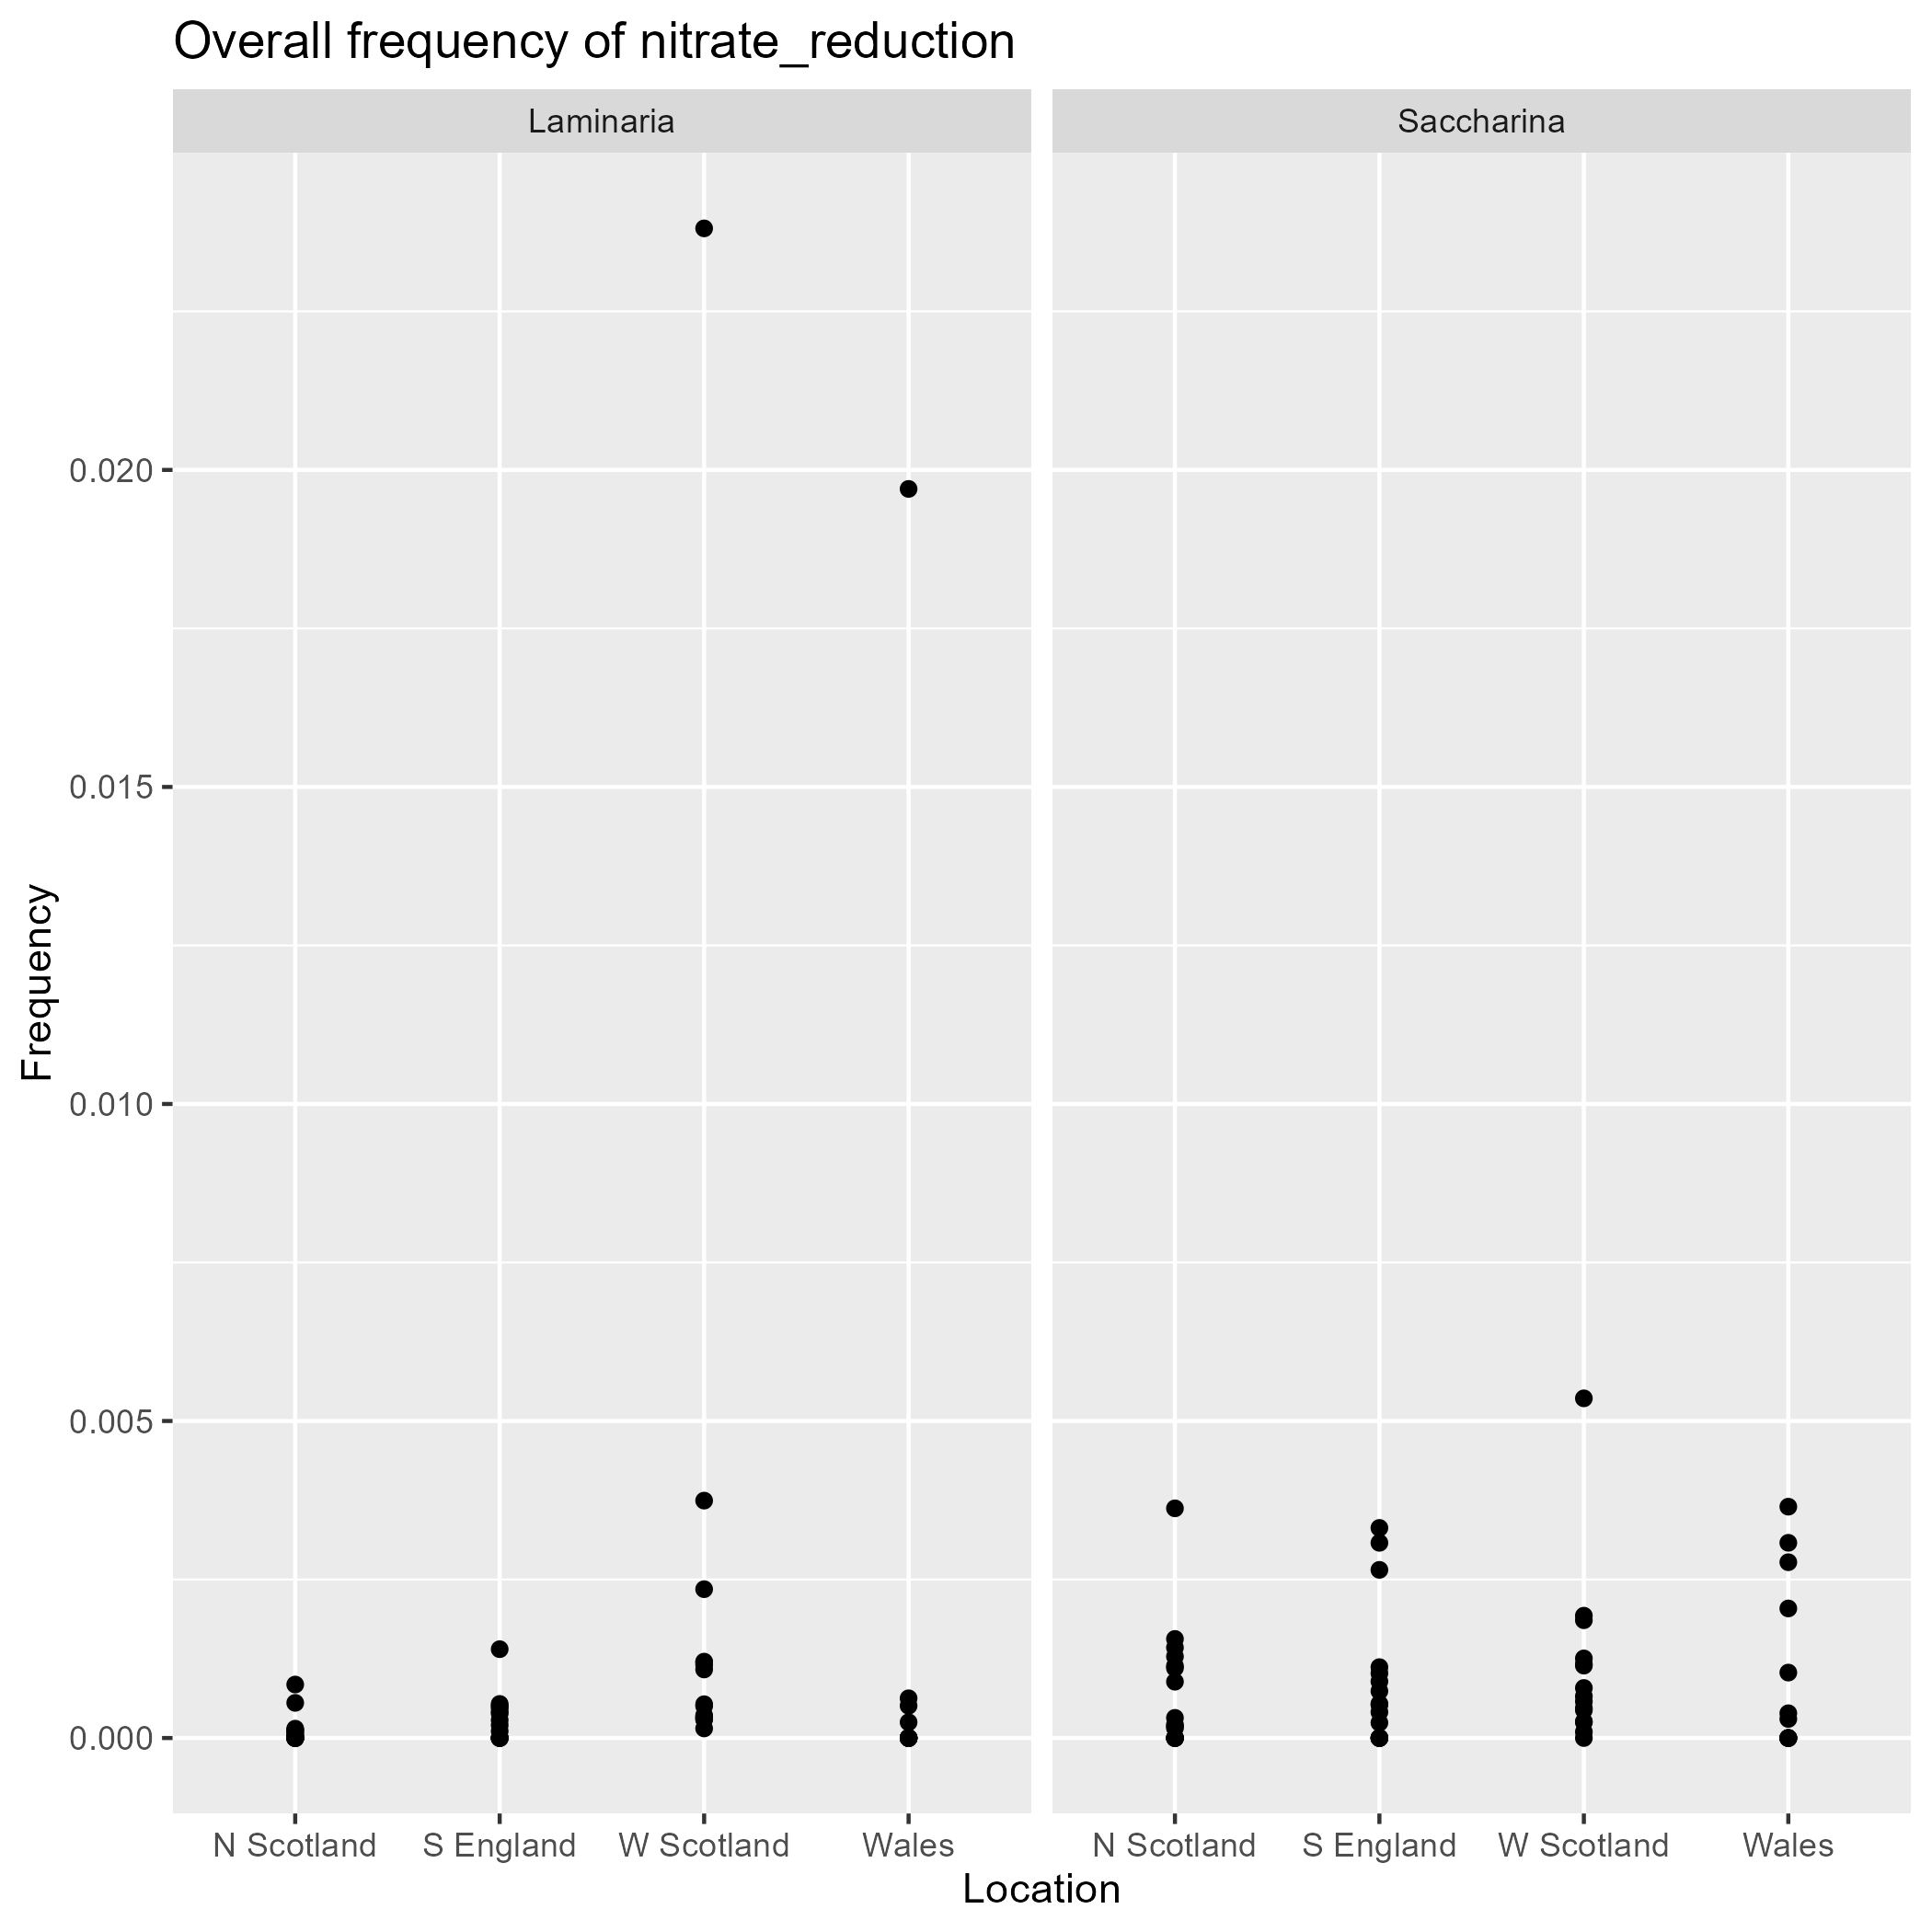 Overall frequency of nitrate_reduction
Laminaria
Saccharina
Frequency
0.020
0.015
0.010
0.005
0.000
N Scotland
S England
W Scotland
Wales
N Scotland
S England
W Scotland
Wales
Location